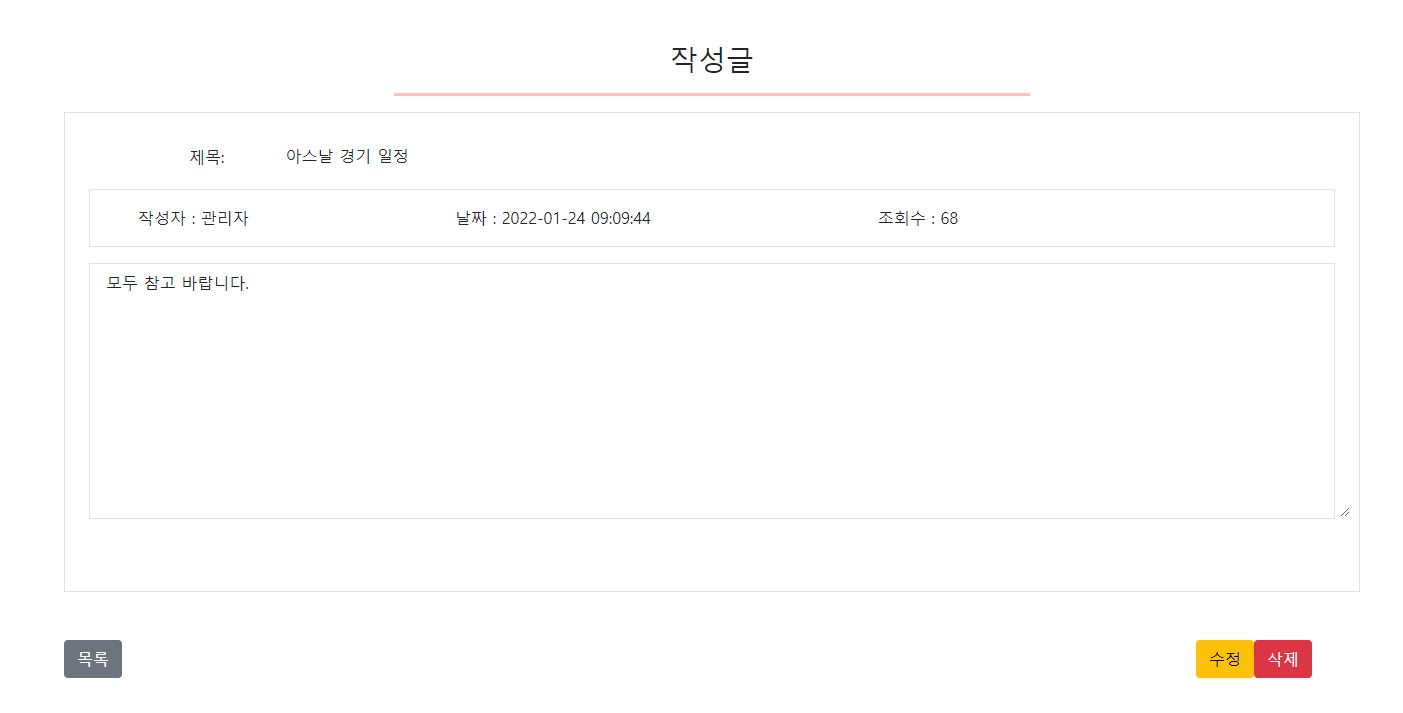 작성글
제목: 아스날 경기 일정
작성자 : 관리자 날짜 : 2022-01-24 09:09:44 조회수 : 68
모두 참고 바랍니다.
목록 수정 삭제